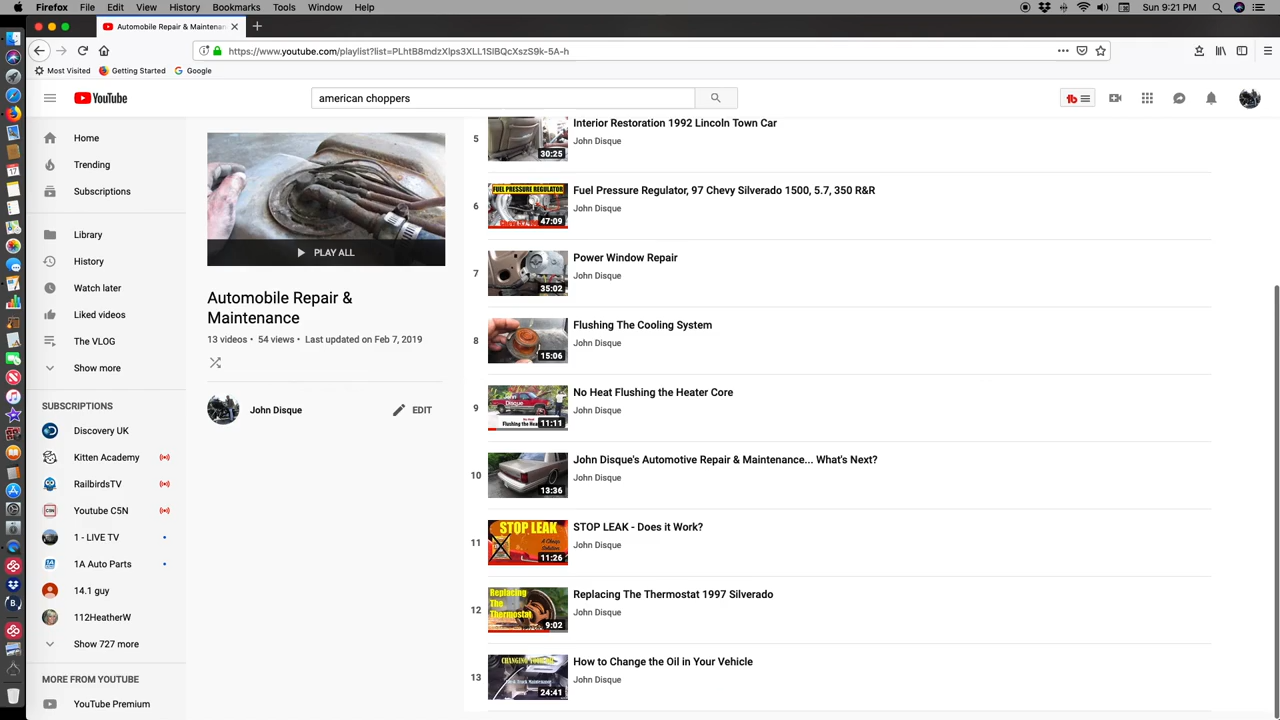 Firefox File Edit View History Bookmarks Tools Window Help
Sun 9:21 AM
Automobile Repair & Maintenan
https://www.youtube.com/playlist?list=PLhtB8mdzXlps3XLL1SlBQcXszS9k-5A-h
Most Visited Getting Started Google
YouTube
american choppers
Home
Trending
Subscriptions
Library
History
Watch later
Liked videos
The VLOG
Show more
SUBSCRIPTIONS
Discovery UK
Kitten Academy
RailbirdsTV
Youtube C5N
1 - LIVE TV
1A Auto Parts
14.1 guy
112HeatherW
Show 727 more
MORE FROM YOUTUBE
YouTube Premium
PLAY ALL
Automobile Repair &
Maintenance
13 videos • 54 views • Last updated on Feb 7, 2019
John Disque
EDIT
5
30:25
Interior Restoration 1992 Lincoln Town Car
John Disque
6
FUEL PRESSURE REGULATOR
47:09
Fuel Pressure Regulator, 97 Chevy Silverado 1500, 5.7, 350 R&R
John Disque
7
35:02
Power Window Repair
John Disque
8
15:06
Flushing The Cooling System
John Disque
9
John
Disque
Flushing the Hea
11:11
No Heat Flushing the Heater Core
John Disque
10
13:36
John Disque's Automotive Repair & Maintenance... What's Next?
John Disque
11
STOP LEAK
A Cheap
Solution
11:26
STOP LEAK - Does it Work?
John Disque
12
Replacing
The
Thermostat
9:02
Replacing The Thermostat 1997 Silverado
John Disque
13
24:41
How to Change the Oil in Your Vehicle
John Disque